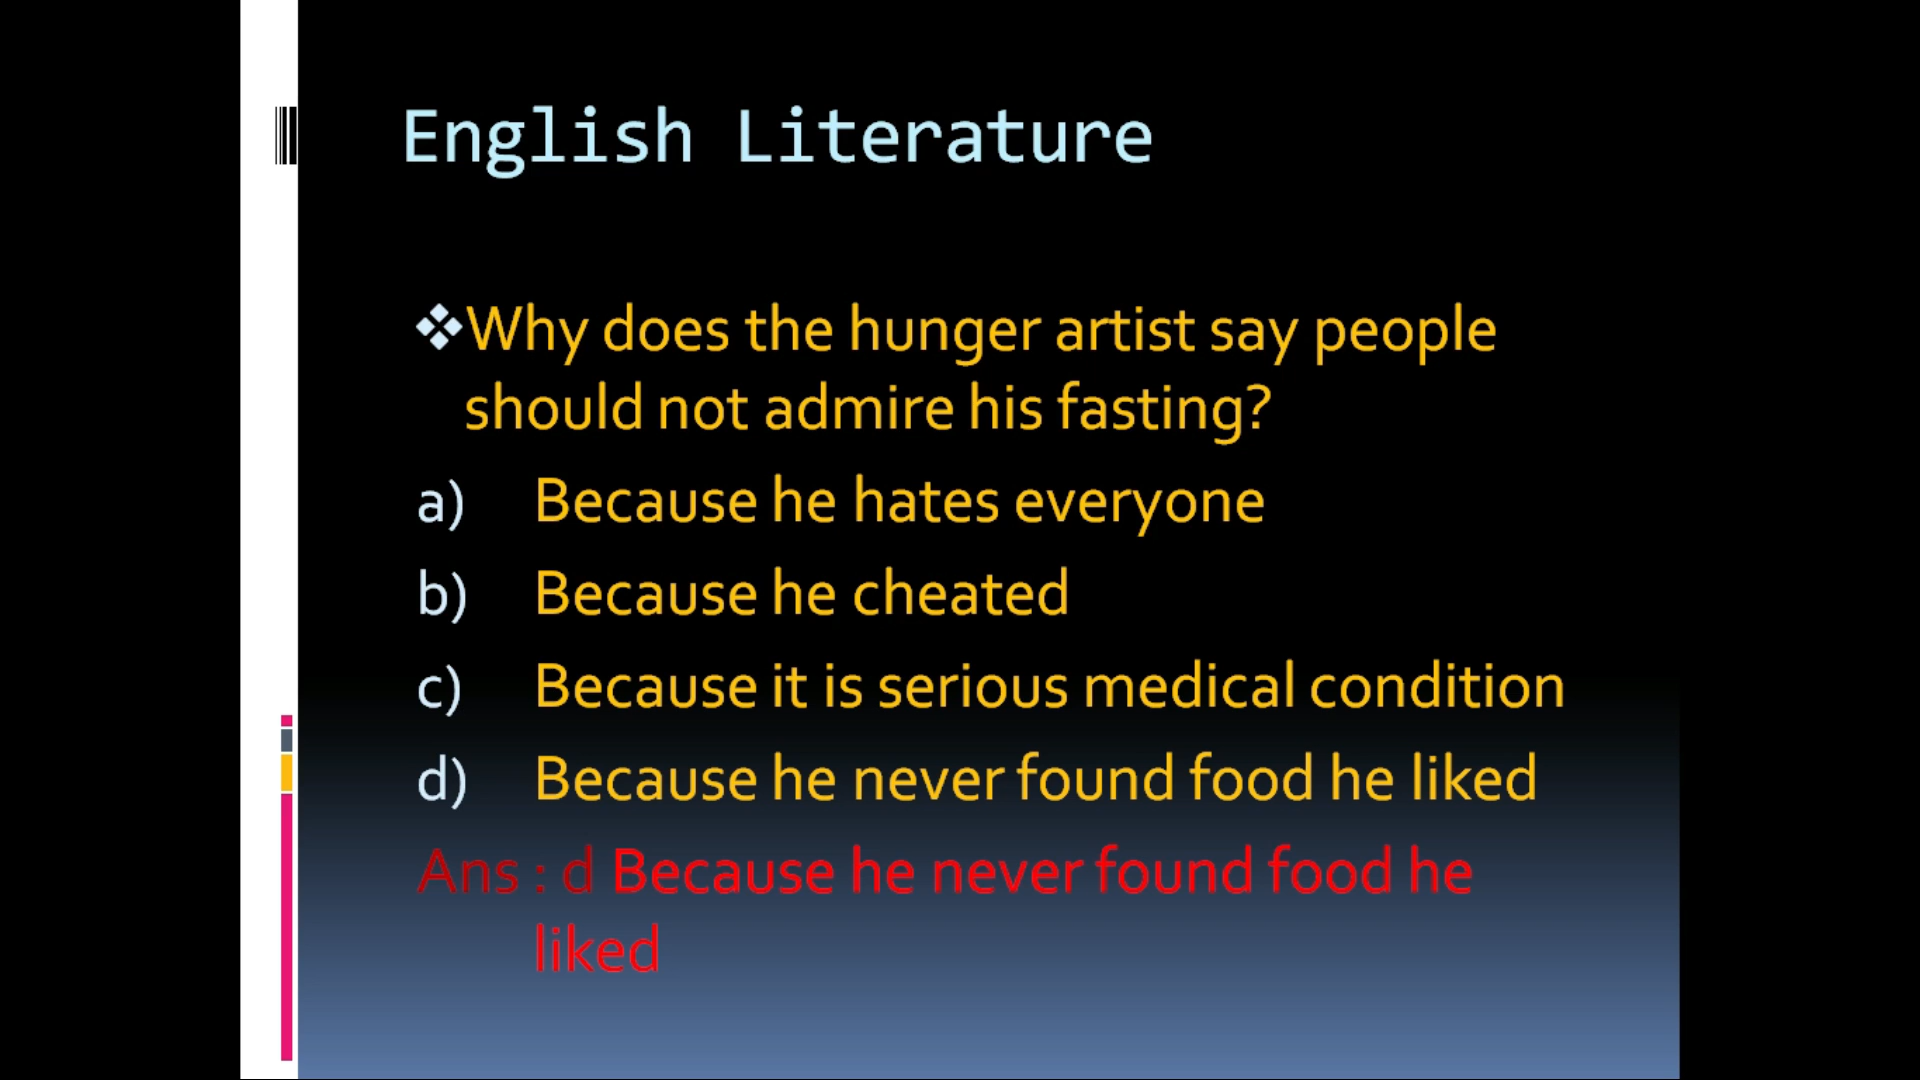 English Literature
❖Why does the hunger artist say people
should not admire his fasting?
a) Because he hates everyone
b) Because he cheated
c) Because it is serious medical condition
d) Because he never found food he liked
Ans : d Because he never found food he
liked